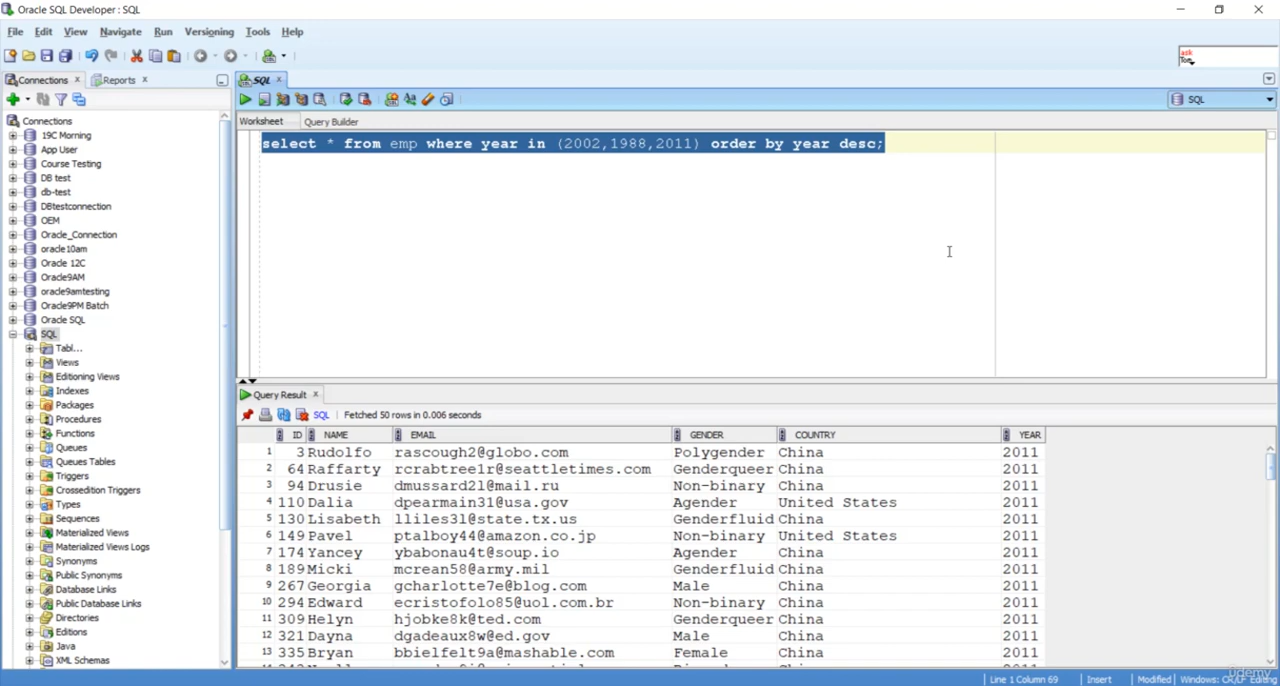 Oracle SQL Developer : SQL
File Edit View Navigate Run Versioning Tools Help
ask Tom
Connections Reports SQL
SQL
Worksheet Query Builder
select * from emp where year in (2002,1988,2011) order by year desc;
Connections
19C Morning
App User
Course Testing
DB test
db-test
DBtestconnection
OEM
Oracle_Connection
oracle10am
Oracle 12C
Oracle9AM
oracle9amtesting
Oracle9PM Batch
Oracle SQL
SQL
Tabl...
Views
Editioning Views
Indexes
Packages
Procedures
Functions
Queues
Queues Tables
Triggers
Crossedition Triggers
Types
Sequences
Materialized Views
Materialized Views Logs
Synonyms
Public Synonyms
Database Links
Public Database Links
Directories
Editions
Java
XML Schemas
Query Result
SQL | Fetched 50 rows in 0.006 seconds
ID NAME EMAIL GENDER COUNTRY YEAR
1 3 Rudolfo rascough2@globo.com Polygender China 2011
2 64 Raffarty rcrabtree1r@seattletimes.com Genderqueer China 2011
3 94 Drusie dmussard2l@mail.ru Non-binary China 2011
4 110 Dalia dpearmain31@usa.gov Agender United States 2011
5 130 Lisabeth lliles3l@state.tx.us Genderfluid China 2011
6 149 Pavel ptalboy44@amazon.co.jp Non-binary United States 2011
7 174 Yancey ybabonau4t@soup.io Agender China 2011
8 189 Micki mcrean58@army.mil Genderfluid China 2011
9 267 Georgia gcharlotte7e@blog.com Male China 2011
10 294 Edward ecristofolo85@uol.com.br Non-binary China 2011
11 309 Helyn hjobke8k@ted.com Genderqueer China 2011
12 321 Dayna dgadeaux8w@ed.gov Male China 2011
13 335 Bryan bbielfelt9a@mashable.com Female China 2011
Line 1 Column 69 | Insert | Modified | Windows: CR/LF Editing
udemy